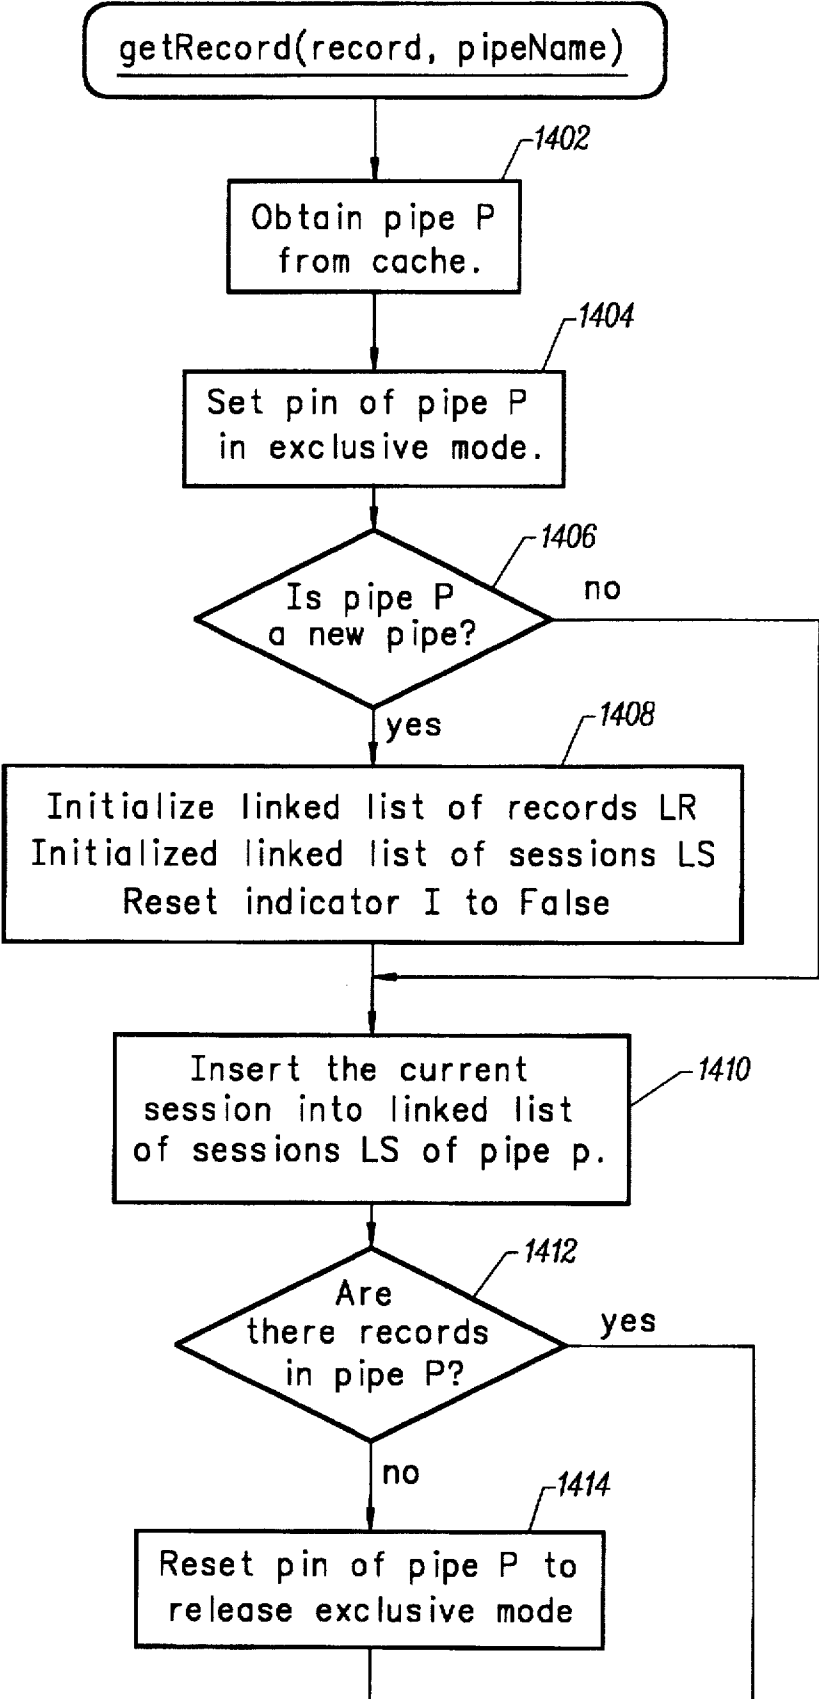 getRecord(record, pipeName)
1402
Obtain pipe P
from cache.
1404
Set pin of pipe P
in exclusive mode.
1406
Is pipe P
a new pipe?
no
yes
1408
Initialize linked list of records LR
Initialized linked list of sessions LS
Reset indicator I to False
Insert the current
session into linked list
of sessions LS of pipe p.
1410
1412
Are
there records
in pipe P?
yes
no
1414
Reset pin of pipe P to
release exclusive mode